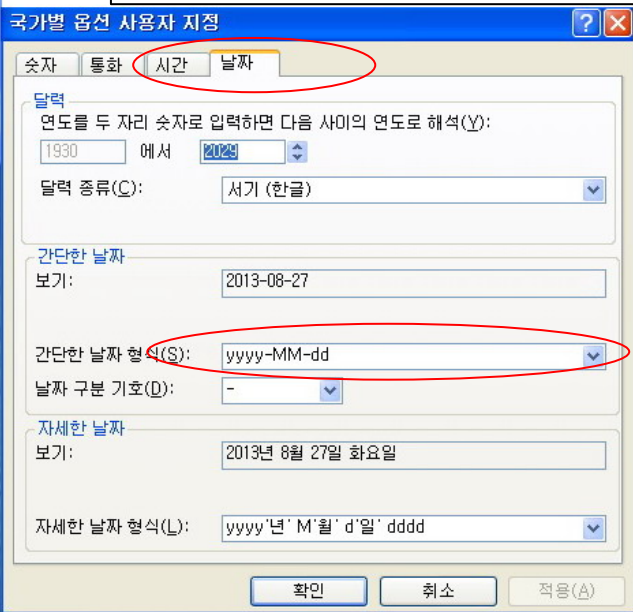 국가별 옵션 사용자 지정
숫자 통화 시간 날짜
달력
연도를 두 자리 숫자로 입력하면 다음 사이의 연도로 해석(Y):
1930 에서 2029
달력 종류(C): 서기 (한글)
간단한 날짜
보기: 2013-08-27
간단한 날짜 형식(S): yyyy-MM-dd
날짜 구분 기호(D): -
자세한 날짜
보기: 2013년 8월 27일 화요일
자세한 날짜 형식(L): yyyy'년' M'월' d'일' dddd
확인 취소 적용(A)